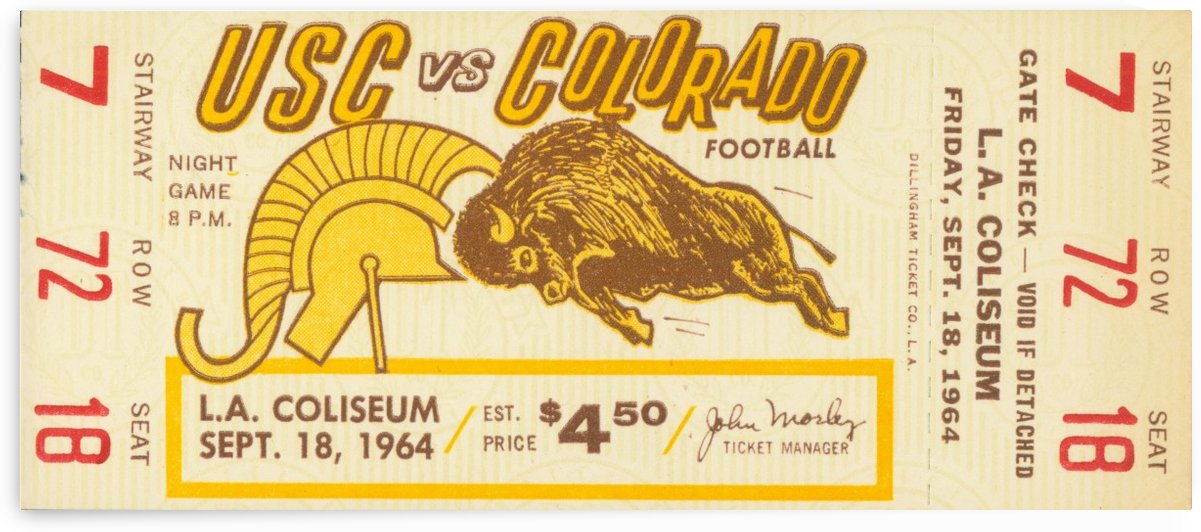 STAIRWAY
7
ROW
72
SEAT
18
USC vs COLORADO
FOOTBALL
NIGHT
GAME
8 P.M.
L.A. COLISEUM
SEPT. 18, 1964
EST.
PRICE
$4.50
John Morley
TICKET MANAGER
DILLINGHAM TICKET CO., L.A.
GATE CHECK — VOID IF DETACHED
L.A. COLISEUM
FRIDAY, SEPT. 18, 1964
STAIRWAY
7
ROW
72
SEAT
18